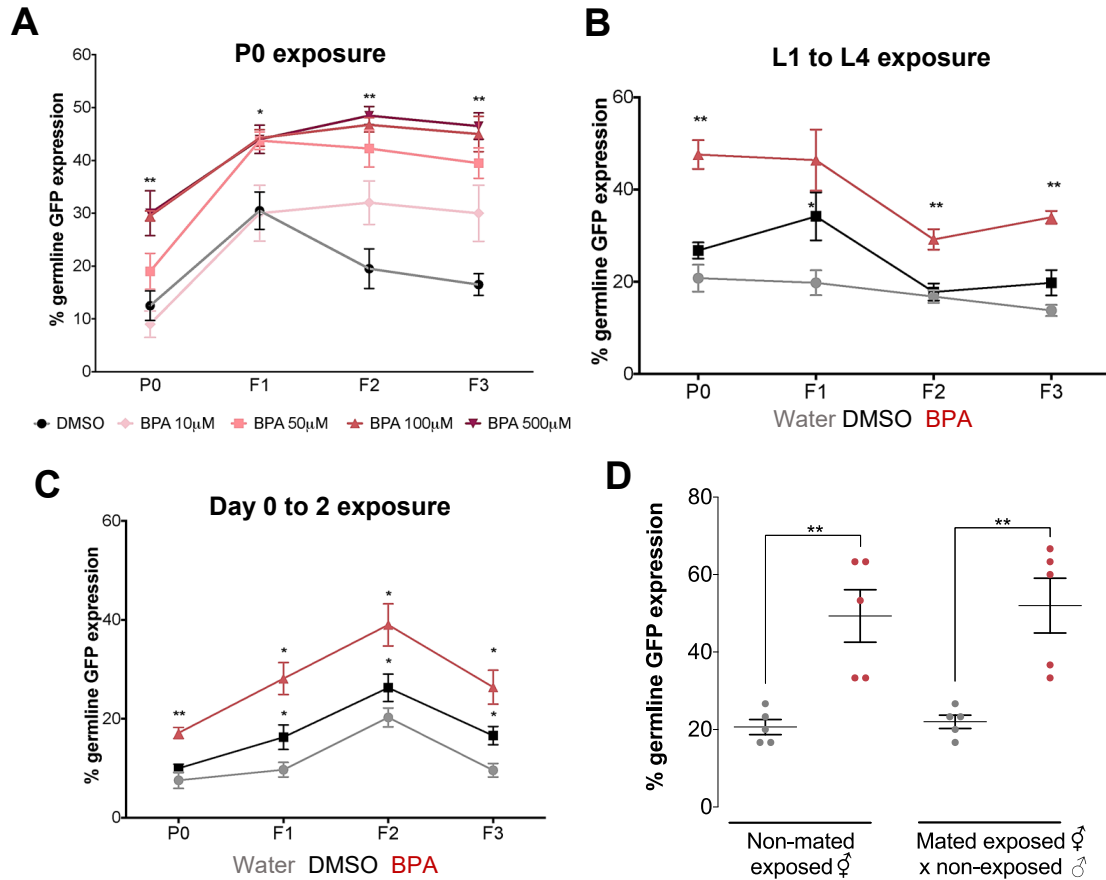 A
P0 exposure
% germline GFP expression
60
50
40
30
20
10
0
**
*
**
**
P0 F1 F2 F3
DMSO BPA 10μM BPA 50μM BPA 100μM BPA 500μM
B
L1 to L4 exposure
% germline GFP expression
60
40
20
0
**
*
**
**
P0 F1 F2 F3
Water DMSO BPA
C
Day 0 to 2 exposure
% germline GFP expression
60
40
20
0
**
*
*
*
*
*
*
P0 F1 F2 F3
Water DMSO BPA
D
% germline GFP expression
80
60
40
20
0
**
**
Non-mated
exposed ⚥
Mated exposed ⚥
x non-exposed ♂